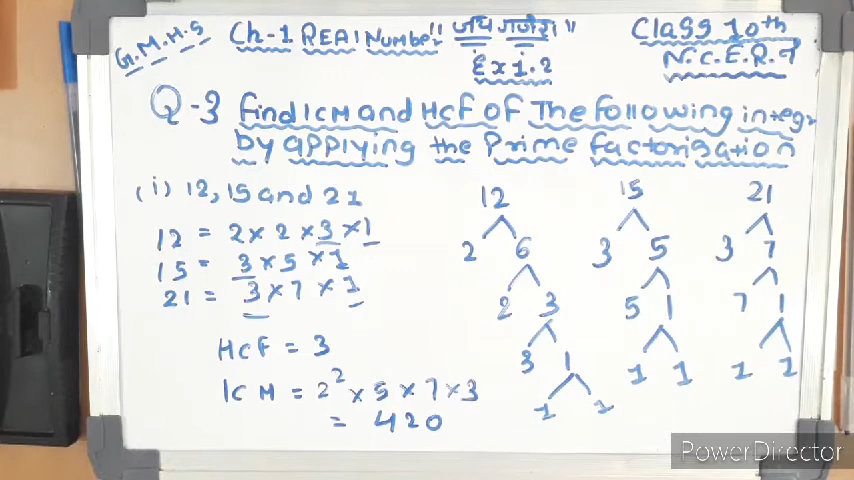 G.M.H.S Ch-1 REAl Number "जय गणेश" Class 10th
Ex 1.2 N.C.E.R.T
Q-3 find lCM and HCF OF The following integ
by applying the Prime factorisation
(i) 12, 15 and 21
12 = 2×2×3×1
15 = 3×5×1
21 = 3×7×1
HCF = 3
lCM = 2² × 5 × 7 × 3
= 420
12 15 21
2 6 3 5 3 7
2 3 5 1 7 1
3 1 1 1 1 1
1 1
PowerDirector